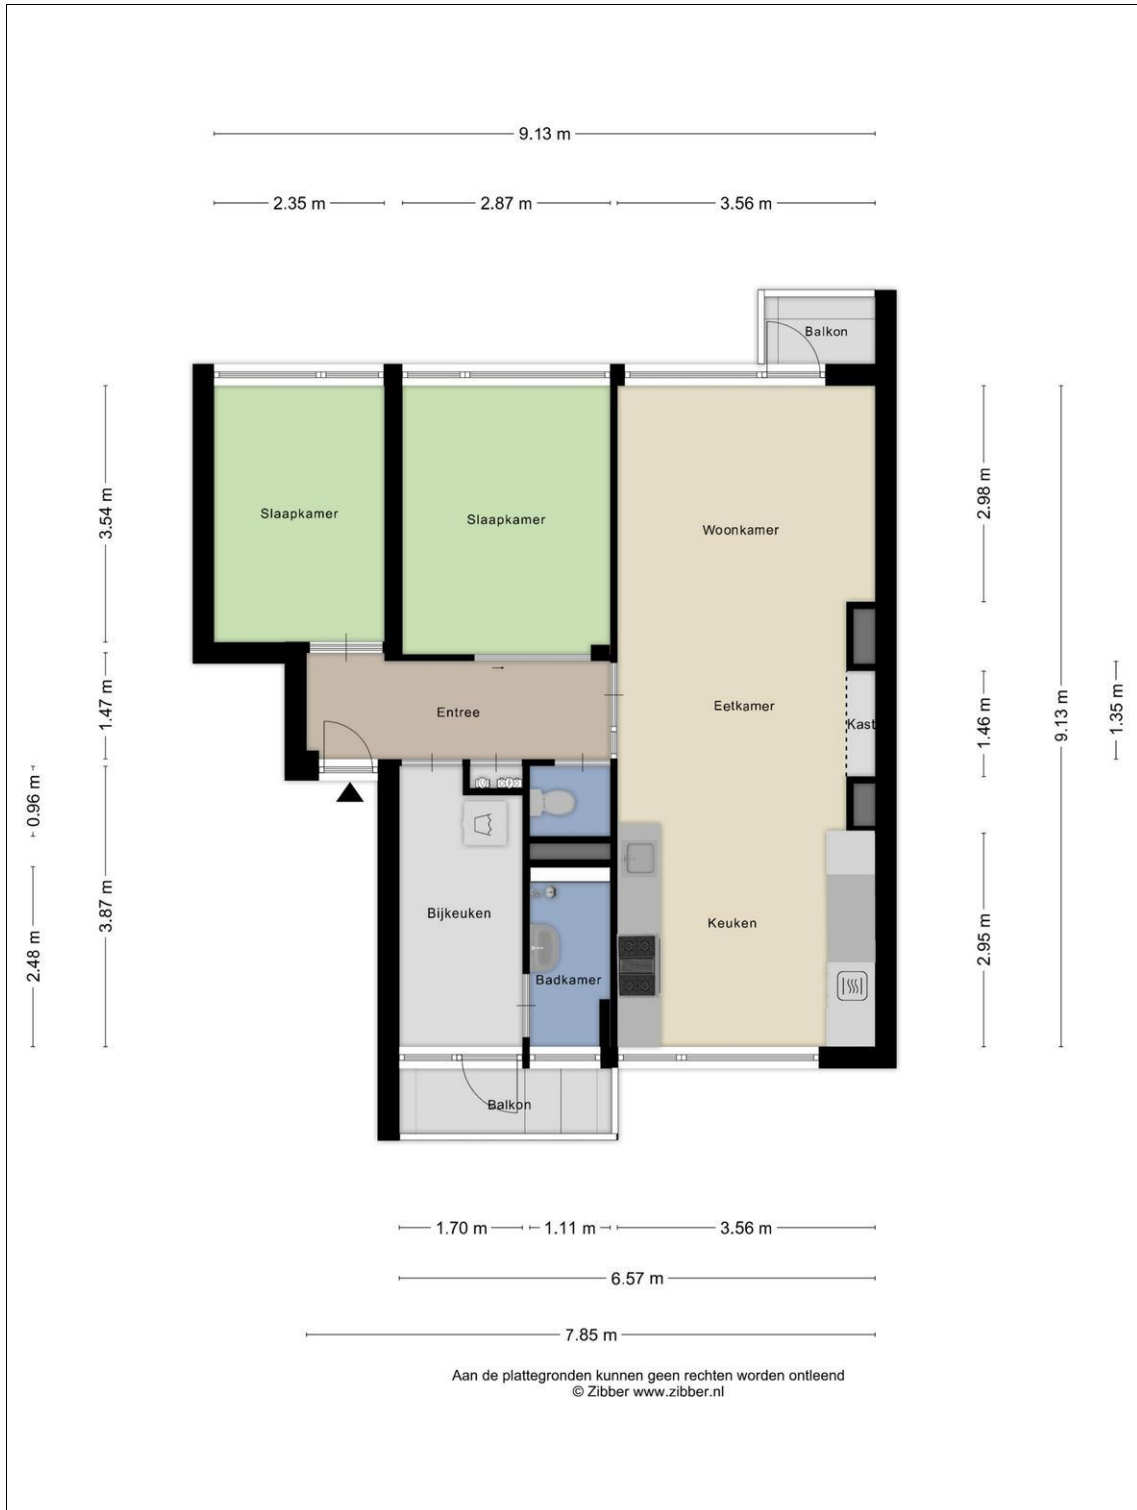 9.13 m
2.35 m
2.87 m
3.56 m
Balkon
Slaapkamer
Slaapkamer
Woonkamer
3.54 m
2.98 m
Entree
Eetkamer
Kast
1.47 m
1.46 m
9.13 m
1.35 m
0.96 m
3.87 m
2.48 m
Bijkeuken
Keuken
Badkamer
2.95 m
Balkon
1.70 m
1.11 m
3.56 m
6.57 m
7.85 m
Aan de plattegronden kunnen geen rechten worden ontleend
© Zibber www.zibber.nl